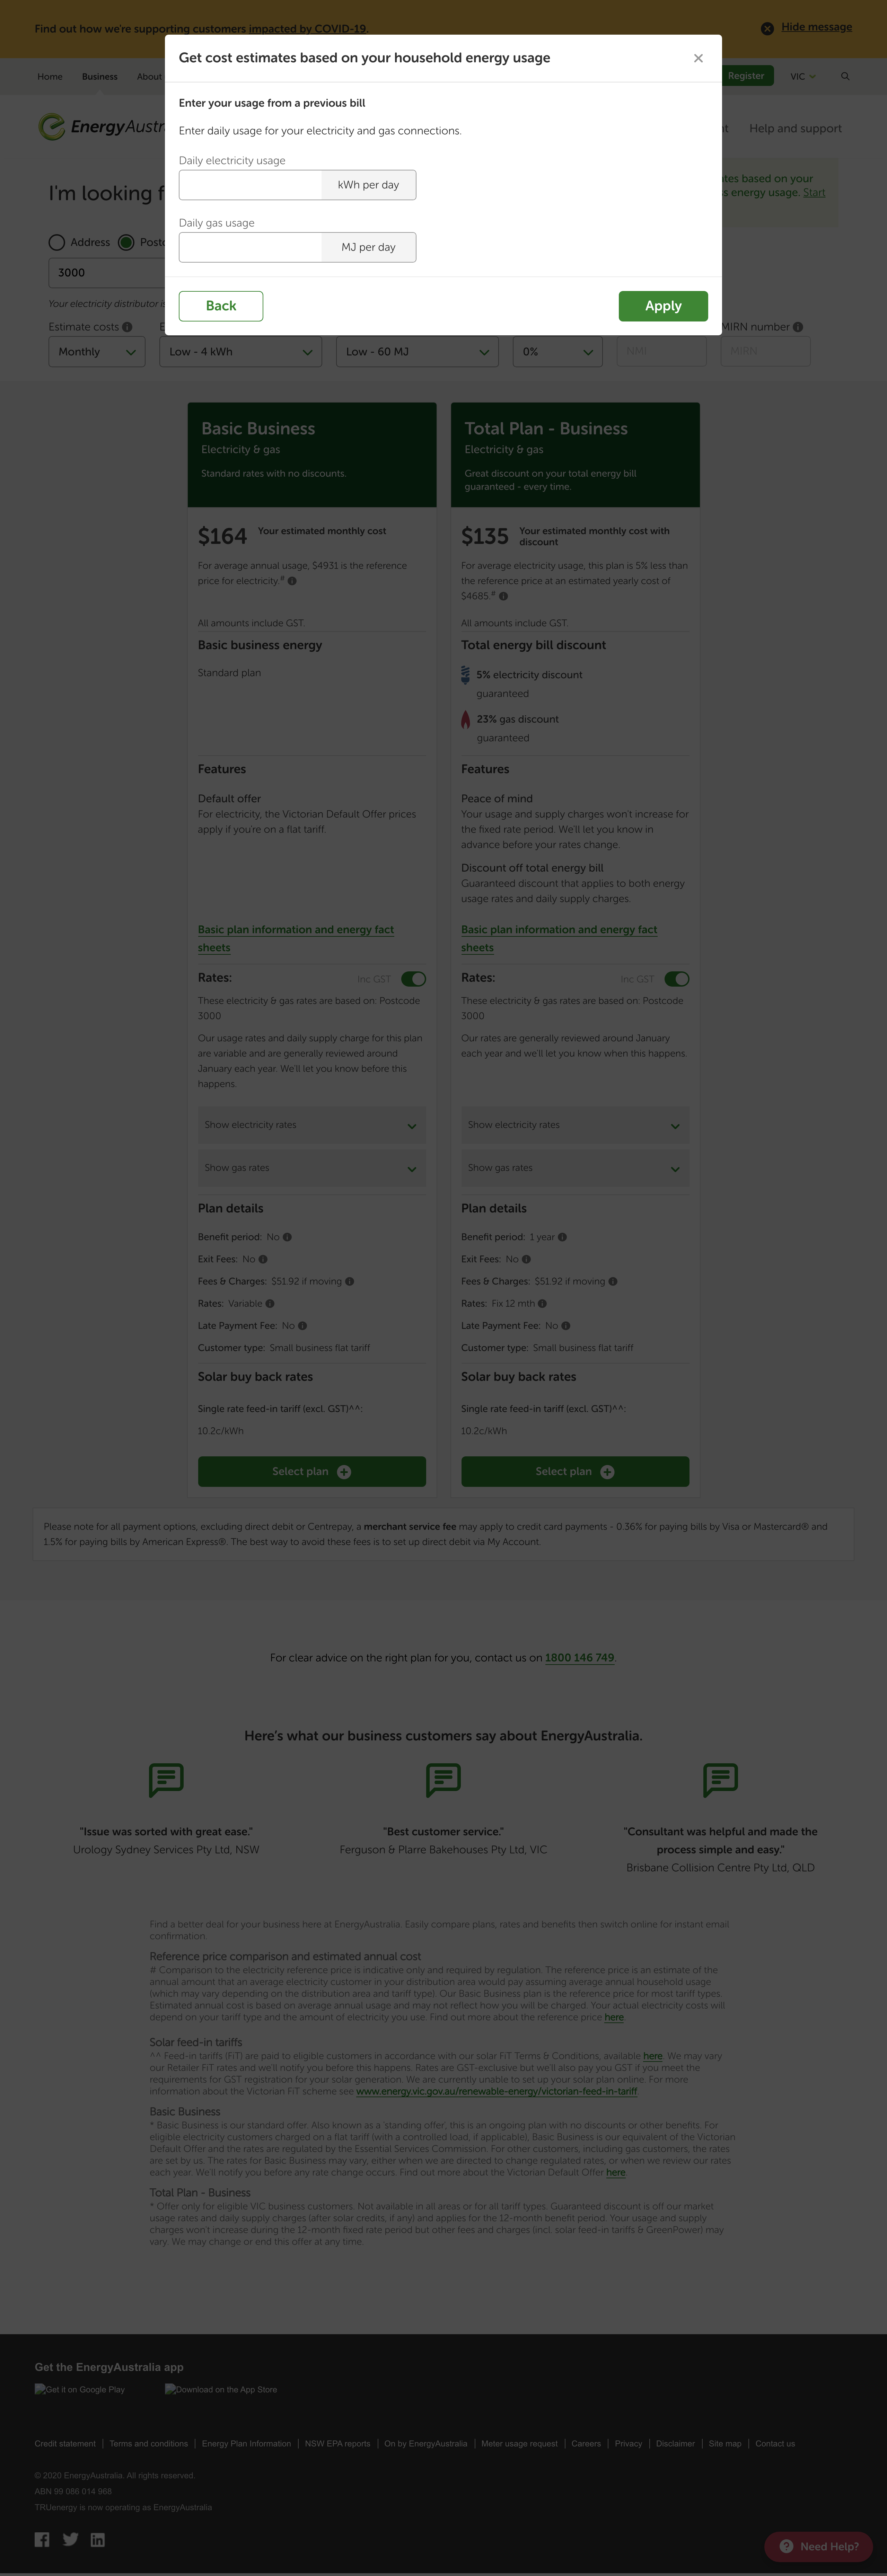 Find out how we're supporting customers impacted by COVID-19.
Hide message
Home Business About
Register VIC
EnergyAustr
Help and support
Get cost estimates based on your household energy usage
Enter your usage from a previous bill
Enter daily usage for your electricity and gas connections.
Daily electricity usage
kWh per day
Daily gas usage
MJ per day
Back Apply
I'm looking f
tes based on your
s energy usage. Start
Address Postc
3000
Your electricity distributor is
Estimate costs
MIRN number
Monthly Low - 4 kWh Low - 60 MJ 0% NMI MIRN
Basic Business
Electricity & gas
Standard rates with no discounts.
$164 Your estimated monthly cost
For average annual usage, $4931 is the reference
price for electricity.#
All amounts include GST.
Basic business energy
Standard plan
Features
Default offer
For electricity, the Victorian Default Offer prices
apply if you're on a flat tariff.
Basic plan information and energy fact
sheets
Rates: Inc GST
These electricity & gas rates are based on: Postcode
3000
Our usage rates and daily supply charge for this plan
are variable and are generally reviewed around
January each year. We'll let you know before this
happens.
Show electricity rates
Show gas rates
Plan details
Benefit period: No
Exit Fees: No
Fees & Charges: $51.92 if moving
Rates: Variable
Late Payment Fee: No
Customer type: Small business flat tariff
Solar buy back rates
Single rate feed-in tariff (excl. GST)^^:
10.2c/kWh
Select plan
Total Plan - Business
Electricity & gas
Great discount on your total energy bill
guaranteed - every time.
$135 Your estimated monthly cost with
discount
For average electricity usage, this plan is 5% less than
the reference price at an estimated yearly cost of
$4685.#
All amounts include GST.
Total energy bill discount
5% electricity discount
guaranteed
23% gas discount
guaranteed
Features
Peace of mind
Your usage and supply charges won't increase for
the fixed rate period. We'll let you know in
advance before your rates change.
Discount off total energy bill
Guaranteed discount that applies to both energy
usage rates and daily supply charges.
Basic plan information and energy fact
sheets
Rates: Inc GST
These electricity & gas rates are based on: Postcode
3000
Our rates are generally reviewed around January
each year and we'll let you know when this happens.
Show electricity rates
Show gas rates
Plan details
Benefit period: 1 year
Exit Fees: No
Fees & Charges: $51.92 if moving
Rates: Fix 12 mth
Late Payment Fee: No
Customer type: Small business flat tariff
Solar buy back rates
Single rate feed-in tariff (excl. GST)^^:
10.2c/kWh
Select plan
Please note for all payment options, excluding direct debit or Centrepay, a merchant service fee may apply to credit card payments - 0.36% for paying bills by Visa or Mastercard® and
1.5% for paying bills by American Express®. The best way to avoid these fees is to set up direct debit via My Account.
For clear advice on the right plan for you, contact us on 1800 146 749.
Here's what our business customers say about EnergyAustralia.
"Issue was sorted with great ease."
Urology Sydney Services Pty Ltd, NSW
"Best customer service."
Ferguson & Plarre Bakehouses Pty Ltd, VIC
"Consultant was helpful and made the
process simple and easy."
Brisbane Collision Centre Pty Ltd, QLD
Find a better deal for your business here at EnergyAustralia. Easily compare plans, rates and benefits then switch online for instant email
confirmation.
Reference price comparison and estimated annual cost
# Comparison to the electricity reference price is indicative only and required by regulation. The reference price is an estimate of the
annual amount that an average electricity customer in your distribution area would pay assuming average annual household usage
(which may vary depending on the distribution area and tariff type). Our Basic Business plan is the reference price for most tariff types.
Estimated annual cost is based on average annual usage and may not reflect how you will be charged. Your actual electricity costs will
depend on your tariff type and the amount of electricity you use. Find out more about the reference price here.
Solar feed-in tariffs
^^ Feed-in tariffs (FiT) are paid to eligible customers in accordance with our solar FiT Terms & Conditions, available here. We may vary
our Retailer FiT rates and we'll notify you before this happens. Rates are GST-exclusive but we'll also pay you GST if you meet the
requirements for GST registration for your solar generation. We are currently unable to set up your solar plan online. For more
information about the Victorian FiT scheme see www.energy.vic.gov.au/renewable-energy/victorian-feed-in-tariff
Basic Business
* Basic Business is our standard offer. Also known as a 'standing offer', this is an ongoing plan with no discounts or other benefits. For
eligible electricity customers charged on a flat tariff (with a controlled load, if applicable), Basic Business is our equivalent of the Victorian
Default Offer and the rates are regulated by the Essential Services Commission. For other customers, including gas customers, the rates
are set by us. The rates for Basic Business may vary, either when we are directed to change regulated rates, or when we review our rates
each year. We'll notify you before any rate change occurs. Find out more about the Victorian Default Offer here.
Total Plan - Business
* Offer only for eligible VIC business customers. Not available in all areas or for all tariff types. Guaranteed discount is off our market
usage rates and daily supply charges (after solar credits, if any) and applies for the 12-month benefit period. Your usage and supply
charges won't increase during the 12-month fixed rate period but other fees and charges (incl. solar feed-in tariffs & GreenPower) may
vary. We may change or end this offer at any time.
Get the EnergyAustralia app
Get it on Google Play Download on the App Store
Credit statement Terms and conditions Energy Plan Information NSW EPA reports On by EnergyAustralia Meter usage request Careers Privacy Disclaimer Site map Contact us
© 2020 EnergyAustralia. All rights reserved.
ABN 99 086 014 968
TRUenergy is now operating as EnergyAustralia
Need Help?